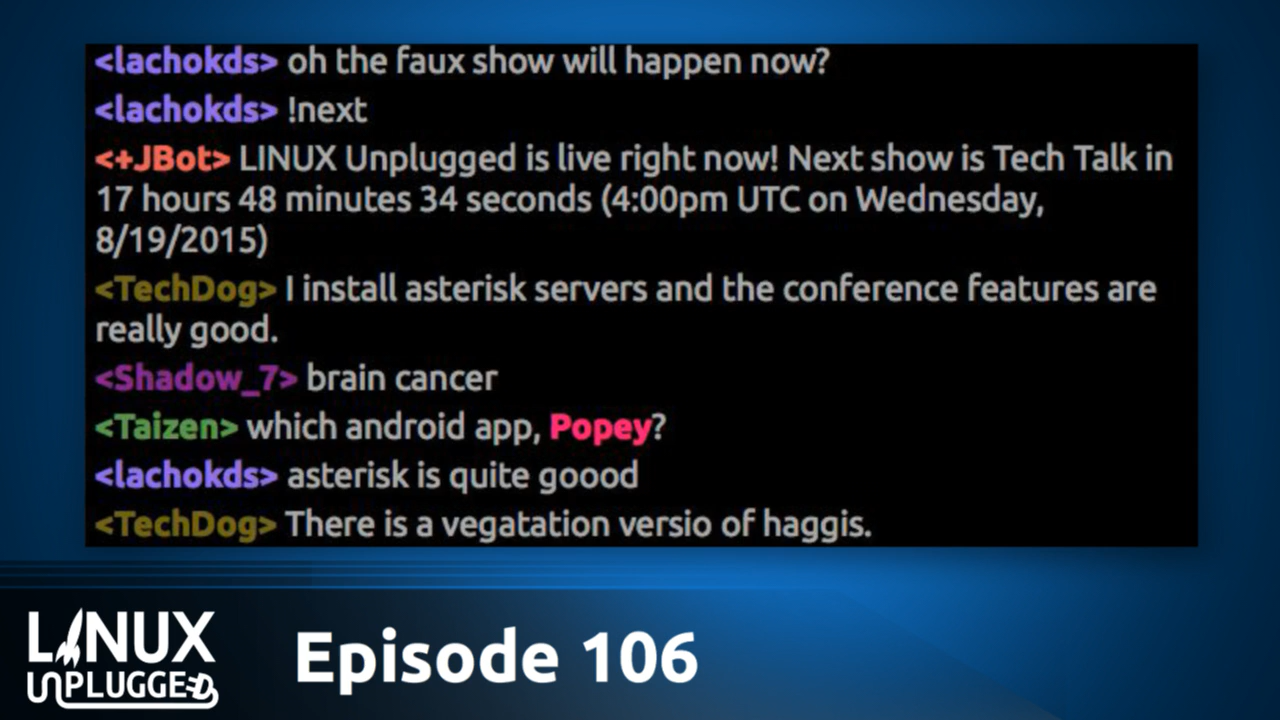 <lachokds> oh the faux show will happen now?
<lachokds> !next
<+JBot> LINUX Unplugged is live right now! Next show is Tech Talk in
17 hours 48 minutes 34 seconds (4:00pm UTC on Wednesday,
8/19/2015)
<TechDog> I install asterisk servers and the conference features are
really good.
<Shadow_7> brain cancer
<Taizen> which android app, Popey?
<lachokds> asterisk is quite goood
<TechDog> There is a vegatation versio of haggis.
LINUX
UNPLUGGED
Episode 106